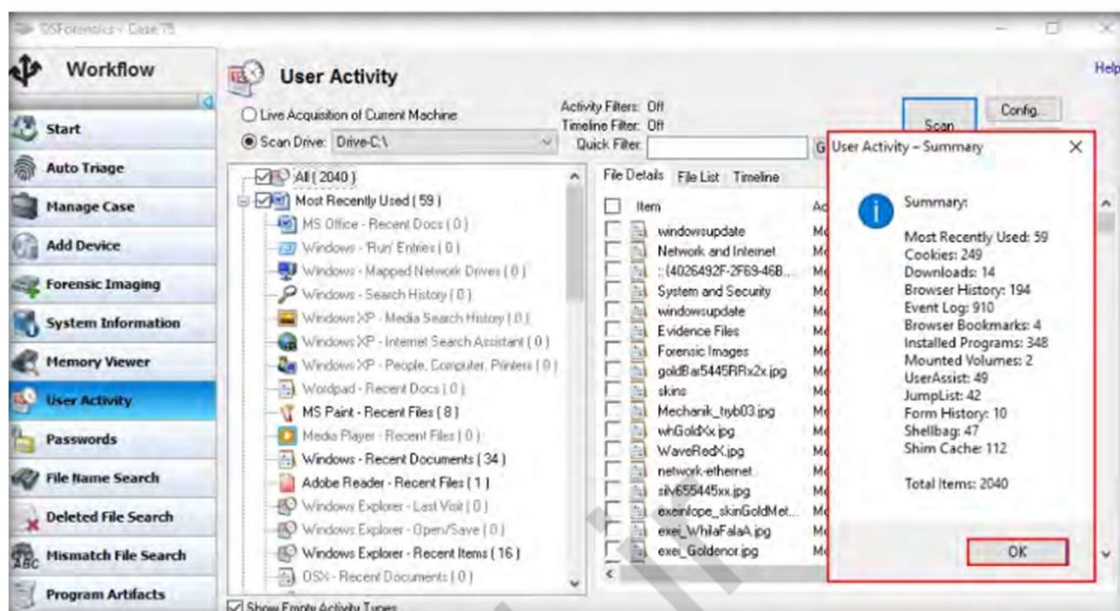 OSForensics - Case 75
Workflow
Start
Auto Triage
Manage Case
Add Device
Forensic Imaging
System Information
Memory Viewer
User Activity
Passwords
File Name Search
Deleted File Search
Mismatch File Search
Program Artifacts
User Activity
Help
Live Acquisition of Current Machine
Scan Drive: Drive-C:\
Activity Filters: Off
Timeline Filter: Off
Quick Filter:
Scan
Config...
All ( 2040 )
Most Recently Used ( 59 )
MS Office - Recent Docs ( 0 )
Windows - 'Run' Entries ( 0 )
Windows - Mapped Network Drives ( 0 )
Windows - Search History ( 0 )
Windows XP - Media Search History ( 0 )
Windows XP - Internet Search Assistant ( 0 )
Windows XP - People, Computer, Printers ( 0 )
Wordpad - Recent Docs ( 0 )
MS Paint - Recent Files ( 8 )
Media Player - Recent Files ( 0 )
Windows - Recent Documents ( 34 )
Adobe Reader - Recent Files ( 1 )
Windows Explorer - Last Visit ( 0 )
Windows Explorer - Open/Save ( 0 )
Windows Explorer - Recent Items ( 16 )
OSX - Recent Documents ( 0 )
Show Empty Activity Types
File Details File List Timeline
Item
windowsupdate
Network and Internet
::{4026492F-2F69-46B...
System and Security
windowsupdate
Evidence Files
Forensic Images
goldBar5445RRx2x.jpg
skins
Mechanik_tryb03.jpg
whGoldXx.jpg
WaveRedX.jpg
network-ethernet
silv655445xx.jpg
exeinfope_skinGoldMet...
exei_WhilaFalaA.jpg
exei_Goldenor.jpg
User Activity – Summary
Summary:
Most Recently Used: 59
Cookies: 249
Downloads: 14
Browser History: 194
Event Log: 910
Browser Bookmarks: 4
Installed Programs: 348
Mounted Volumes: 2
UserAssist: 49
JumpList: 42
Form History: 10
Shellbag: 47
Shim Cache: 112
Total Items: 2040
OK